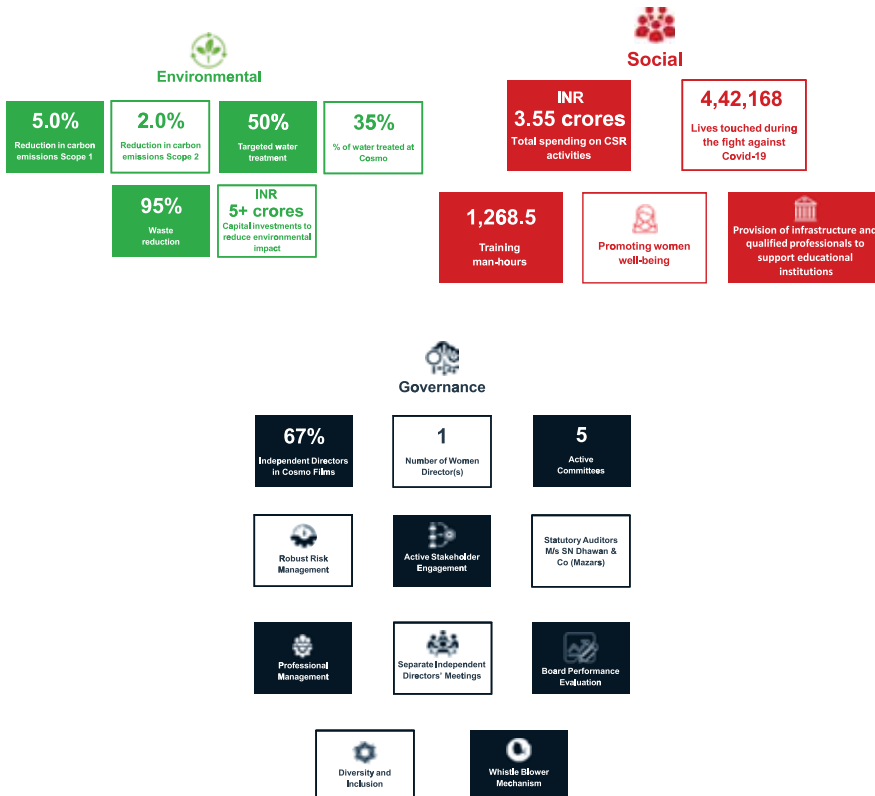 Environmental
5.0%
Reduction in carbon
emissions Scope 1
2.0%
Reduction in carbon
emissions Scope 2
50%
Targeted water
treatment
35%
% of water treated at
Cosmo
95%
Waste
reduction
INR
5+ crores
Capital investments to
reduce environmental
impact
Social
INR
3.55 crores
Total spending on CSR
activities
4,42,168
Lives touched during
the fight against
Covid-19
1,268.5
Training
man-hours
Promoting women
well-being
Provision of infrastructure and
qualified professionals to
support educational
institutions
Governance
67%
Independent Directors
in Cosmo Films
1
Number of Women
Director(s)
5
Active
Committees
Robust Risk
Management
Active Stakeholder
Engagement
Statutory Auditors
M/s SN Dhawan &
Co (Mazars)
Professional
Management
Separate Independent
Directors' Meetings
Board Performance
Evaluation
Diversity and
Inclusion
Whistle Blower
Mechanism